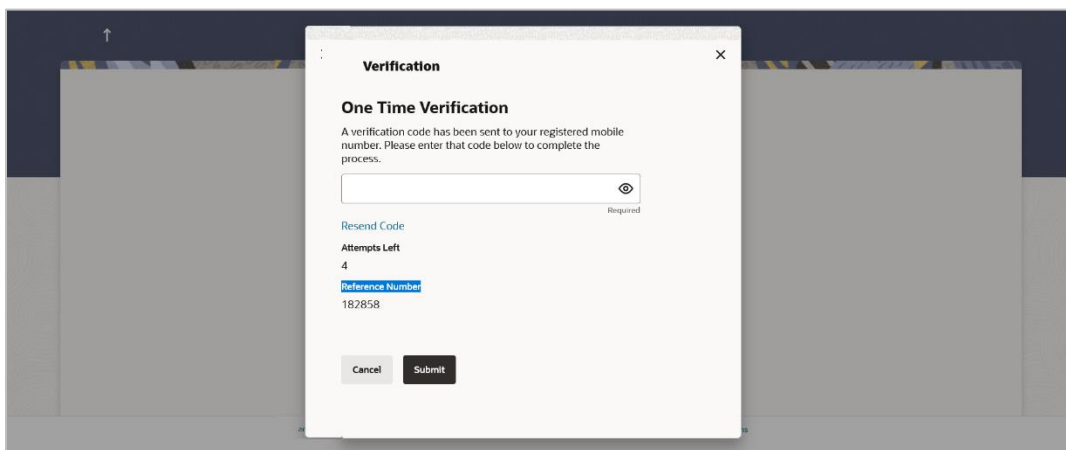 Verification
One Time Verification
A verification code has been sent to your registered mobile
number. Please enter that code below to complete the
process.
Required
Resend Code
Attempts Left
4
Reference Number
182858
Cancel
Submit